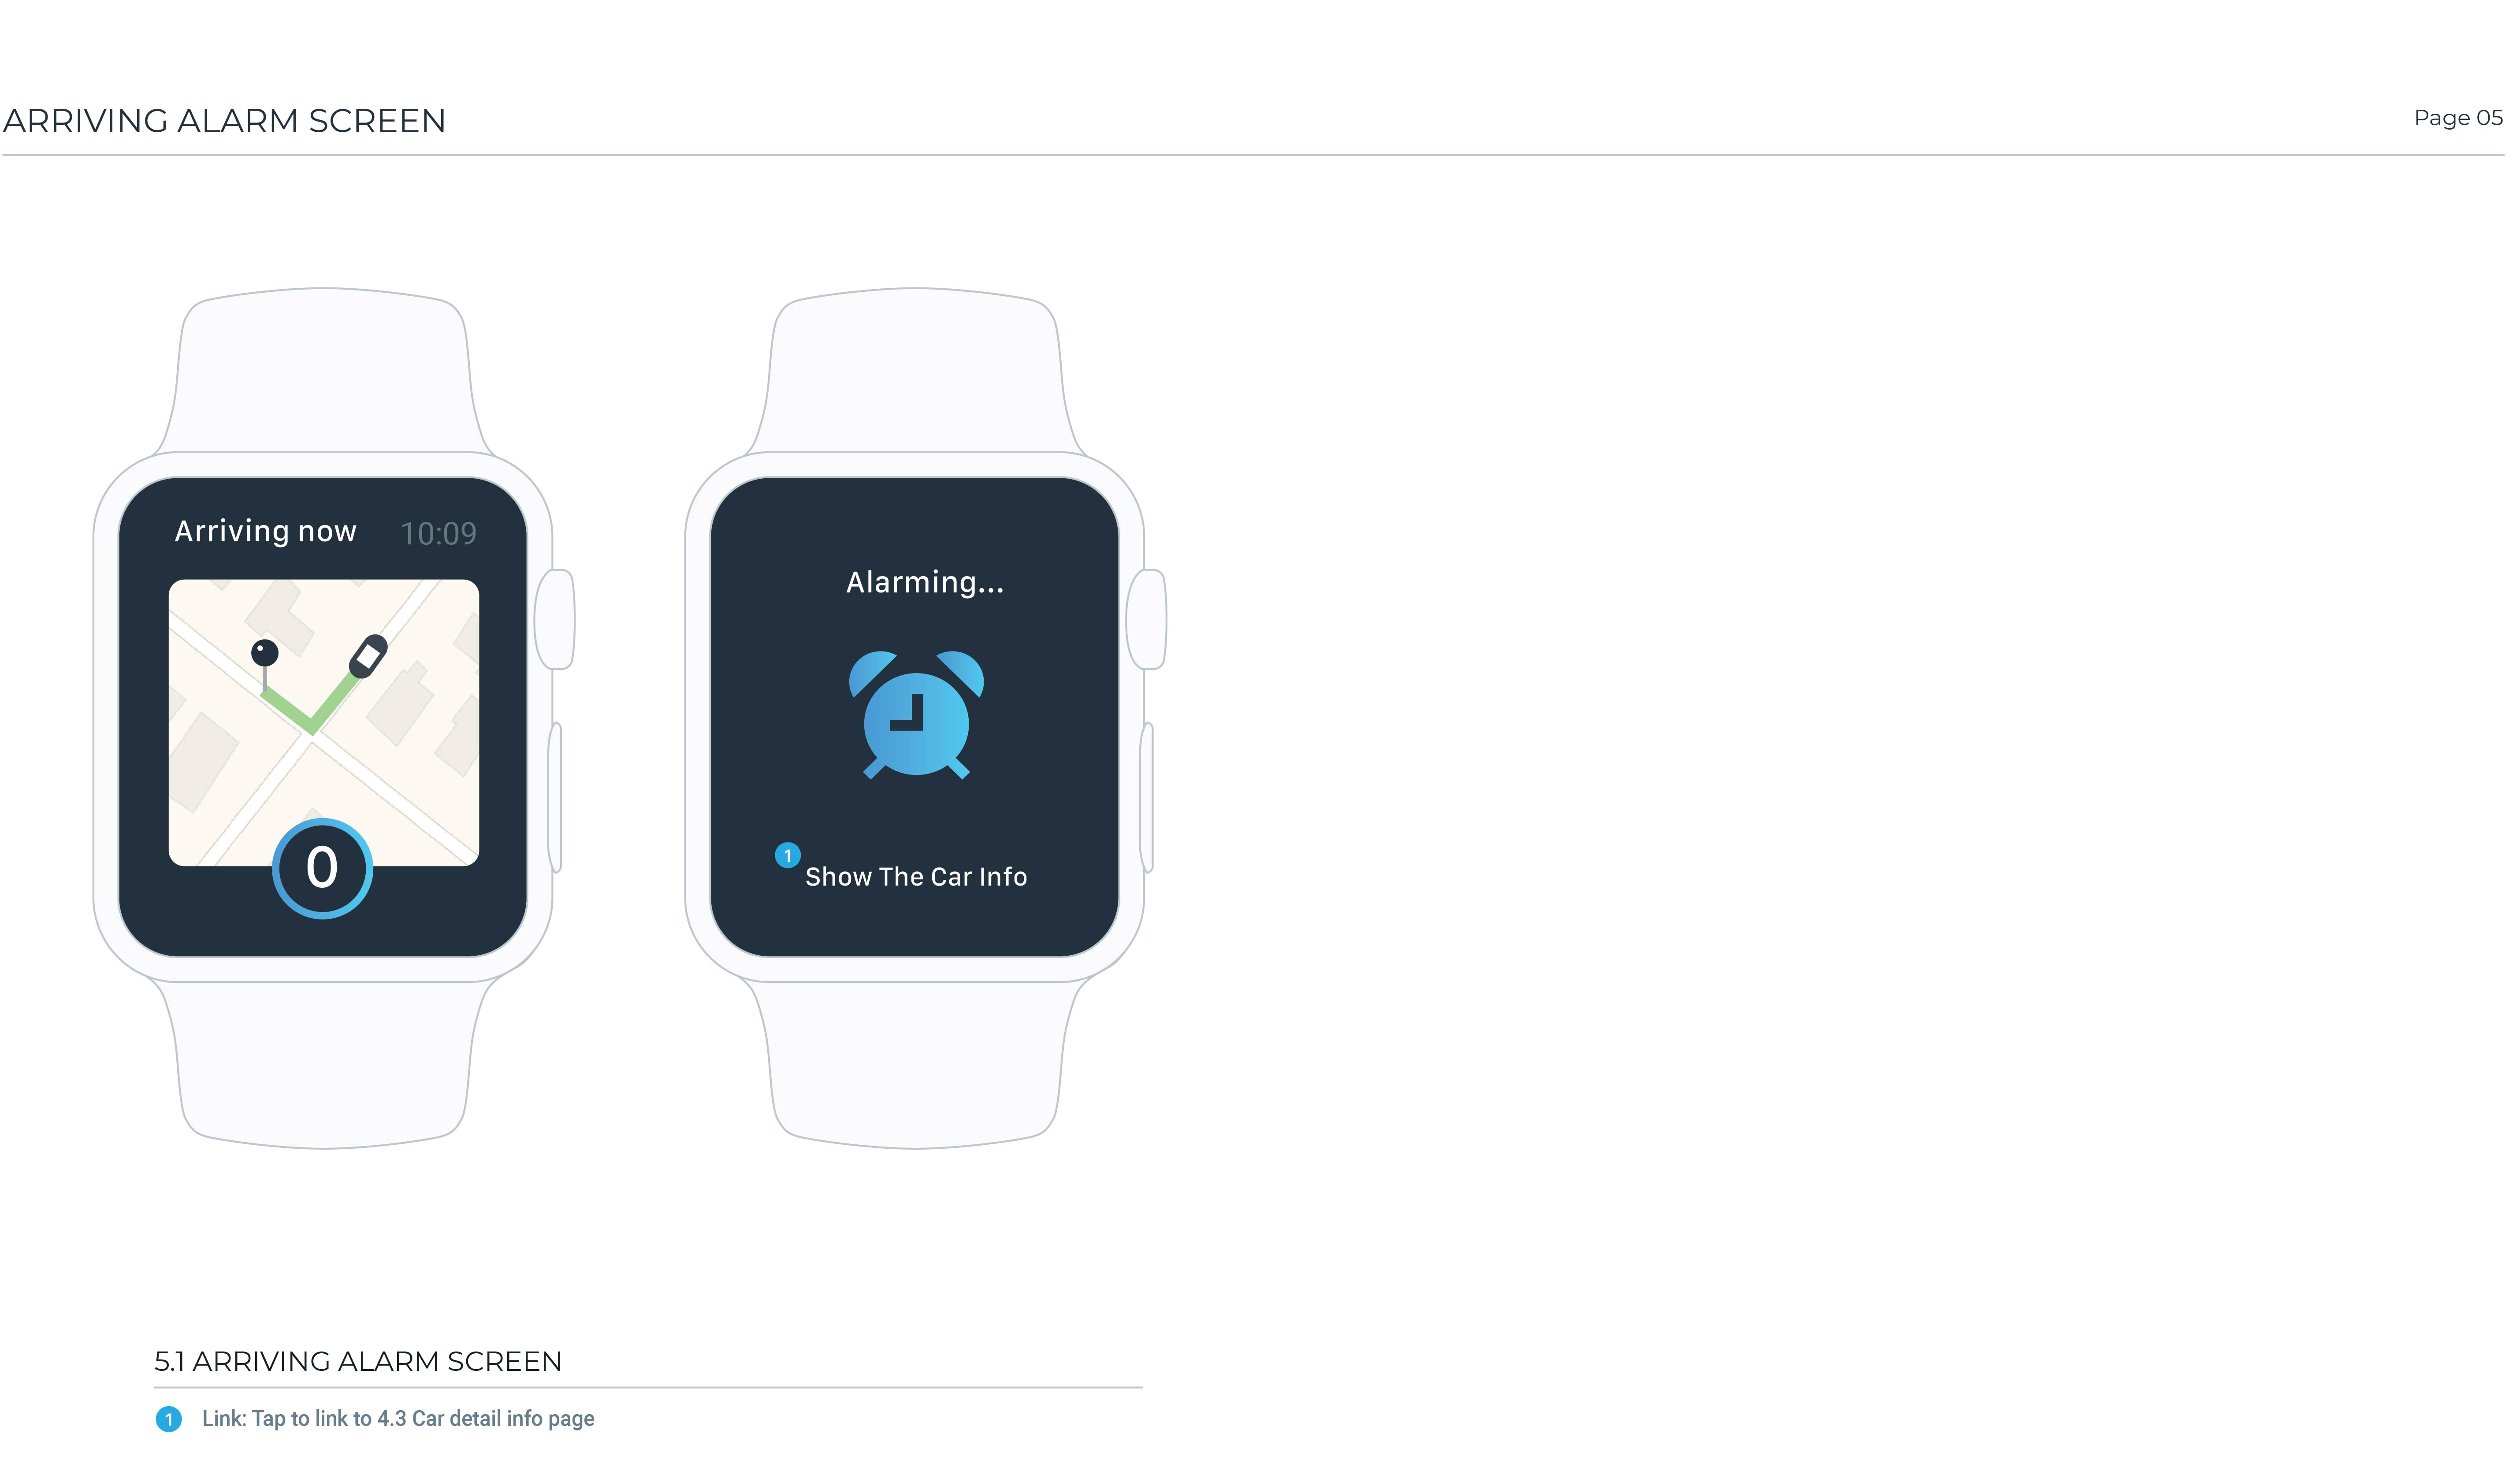 ARRIVING ALARM SCREEN
Page 05
Arriving now 10:09
0
Alarming...
1
Show The Car Info
5.1 ARRIVING ALARM SCREEN
1 Link: Tap to link to 4.3 Car detail info page